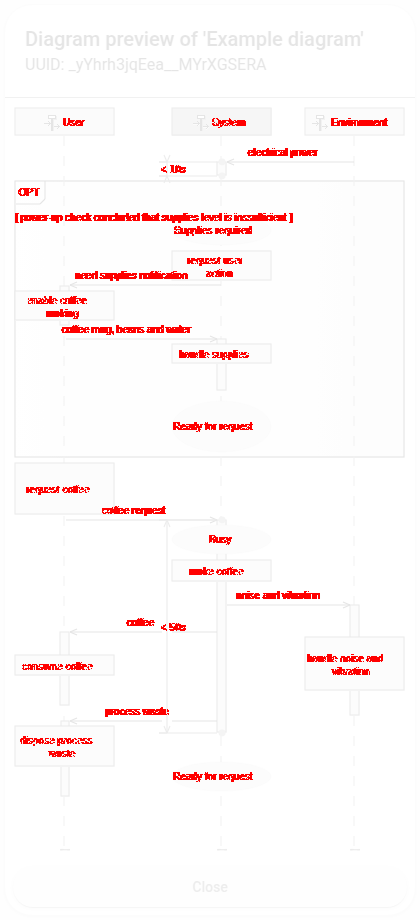 Diagram preview of 'Example diagram'
UUID: _yYhrh3jqEea__MYrXGSERA
User
System
Environment
electrical power
< 10s
OPT
[ power-up check concluded that supplies level is insufficient ]
Supplies required
request user
action
need supplies notification
enable coffee
making
coffee mug, beans and water
handle supplies
Ready for request
request coffee
coffee request
Busy
make coffee
noise and vibration
coffee
< 50s
handle noise and
vibration
consume coffee
process waste
dispose process
waste
Ready for request
Close